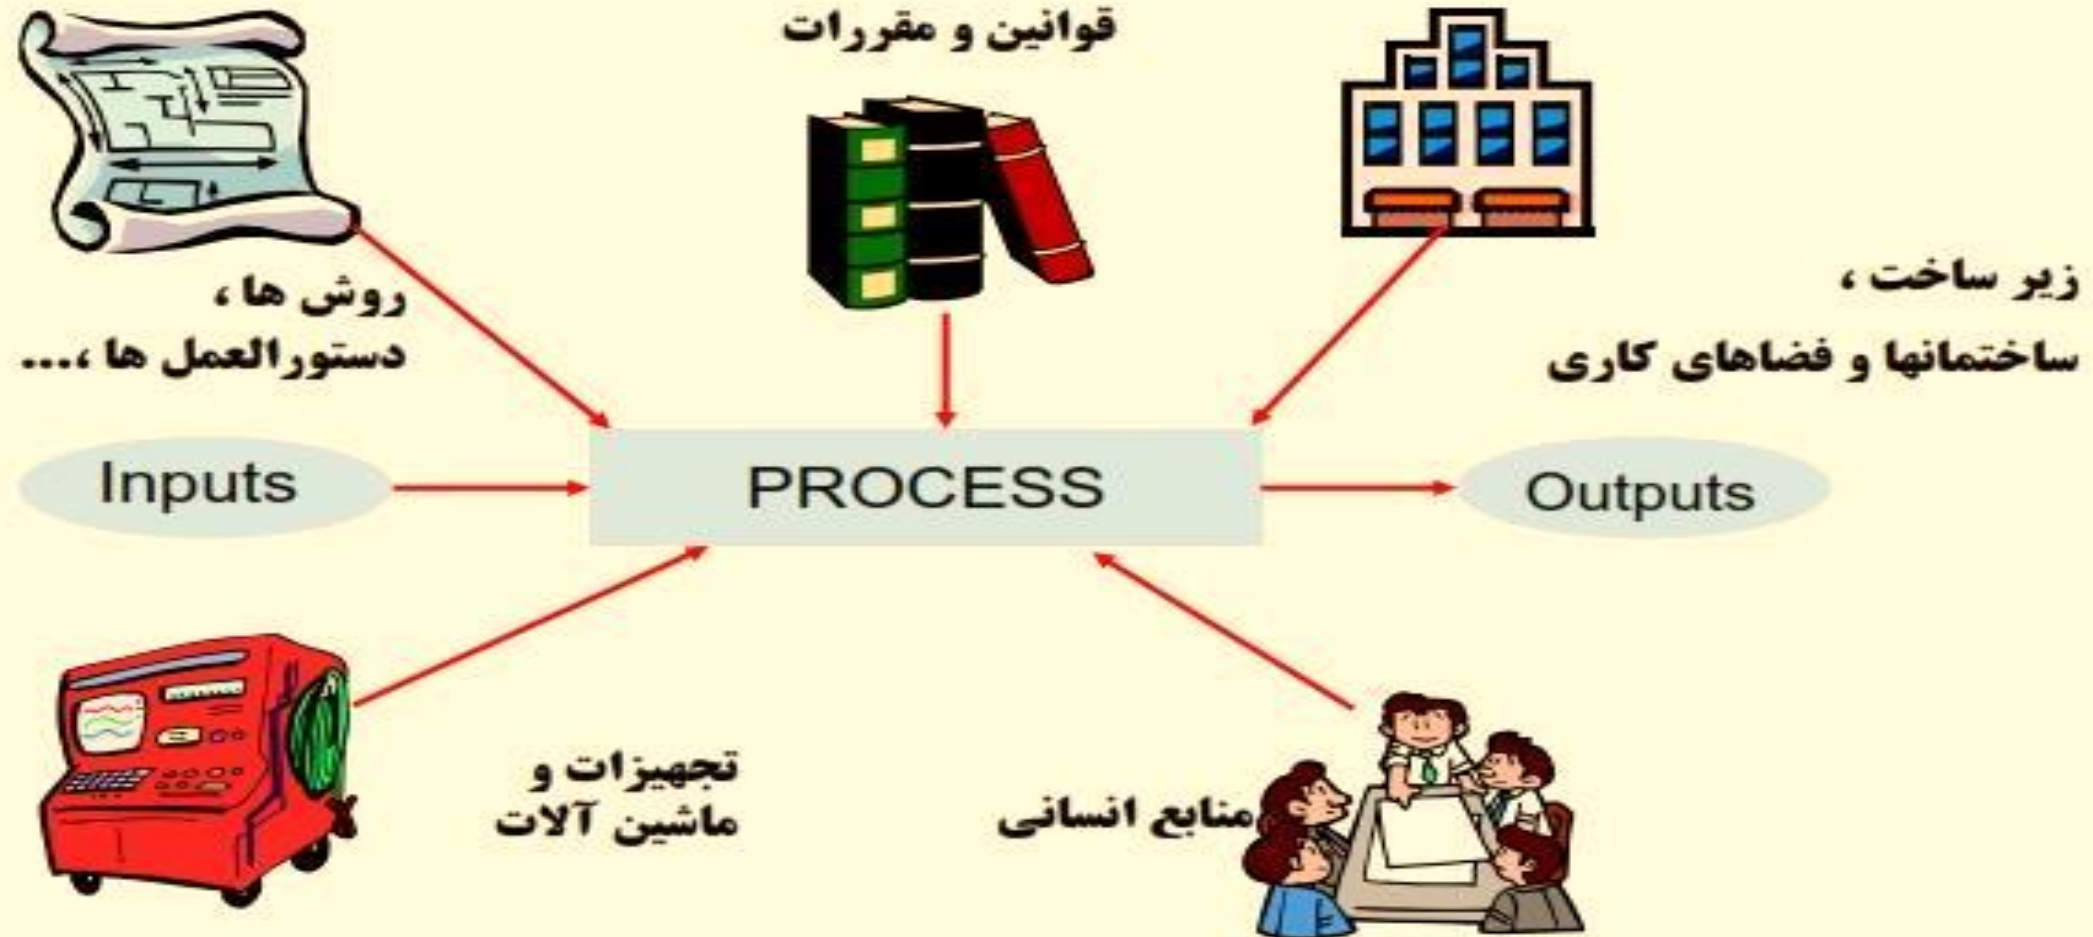 قوانین و مقررات
روش ها ،
دستورالعمل ها ،...
زیر ساخت ،
ساختمانها و فضاهای کاری
Inputs
PROCESS
Outputs
تجهیزات و
ماشین آلات
منابع انسانی